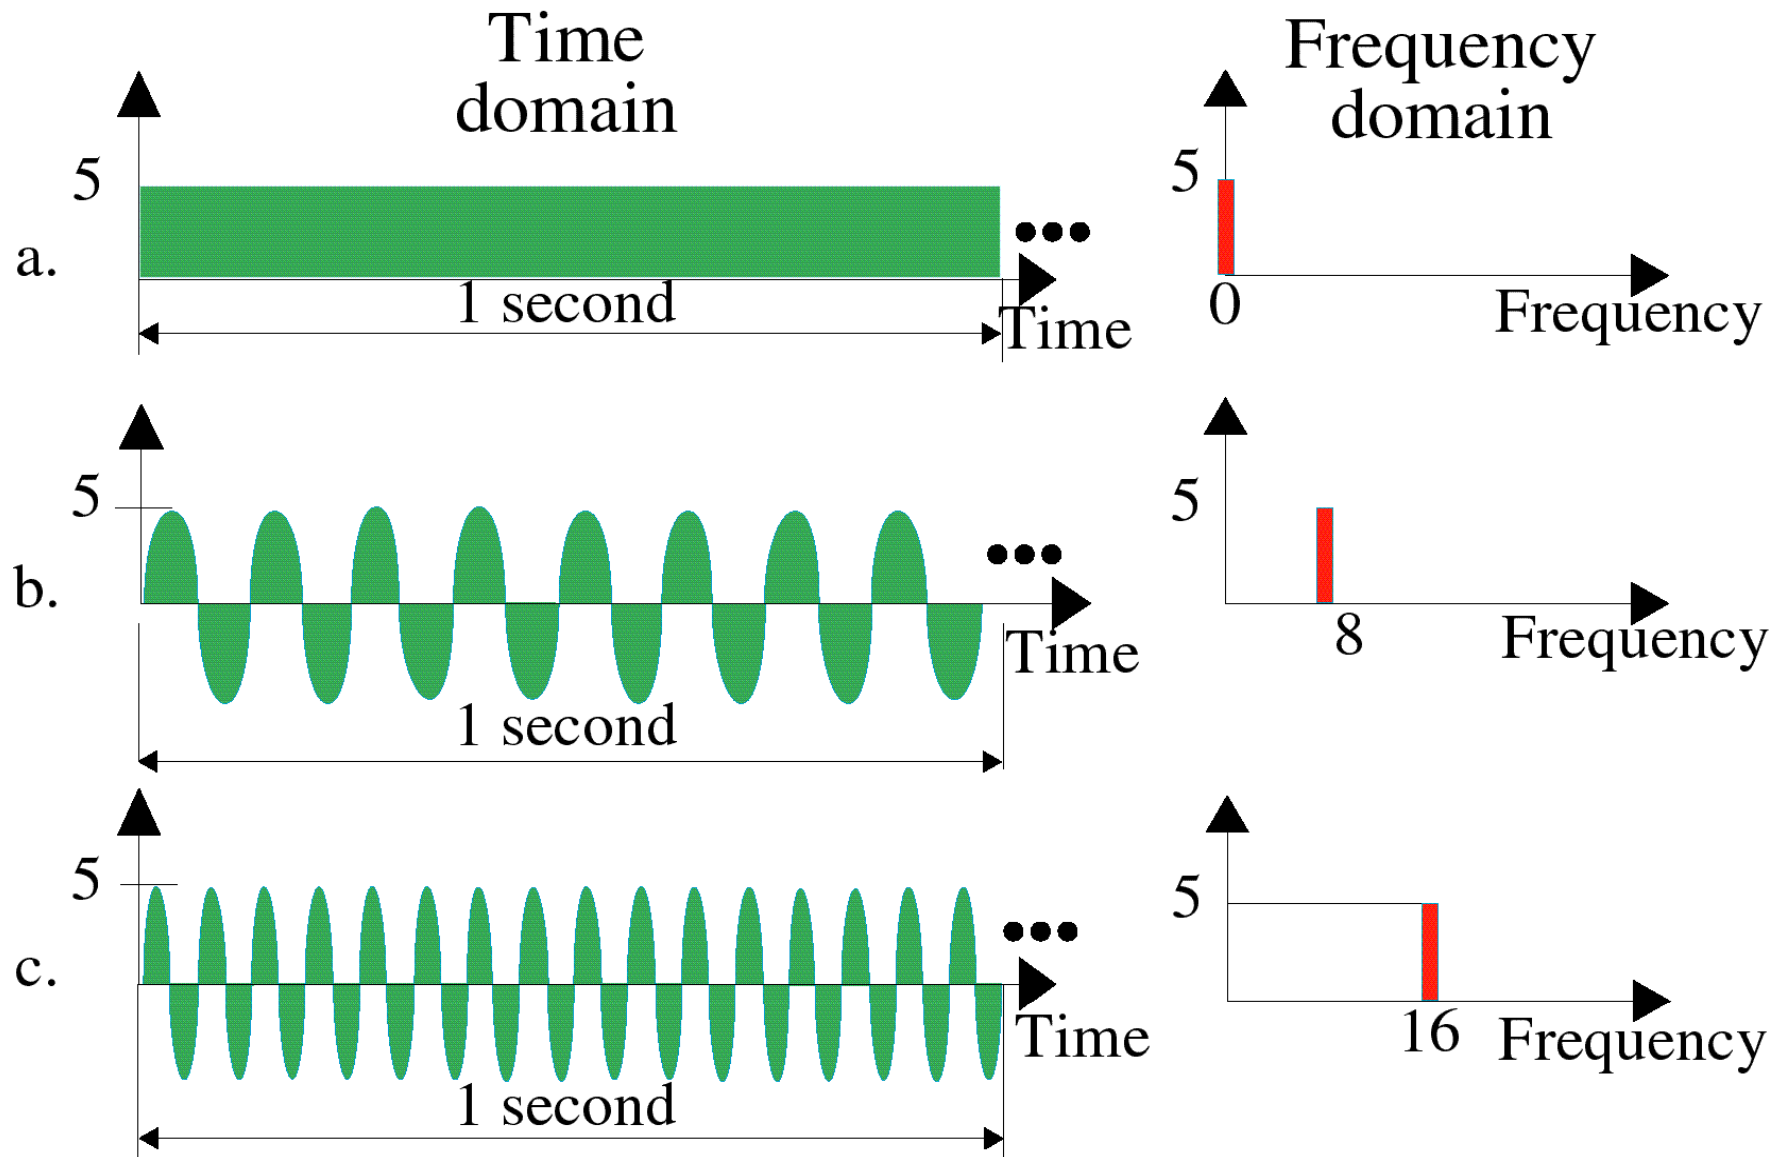 Time
domain
Frequency
domain
a.
5
1 second
Time
5
0
Frequency
b.
5
1 second
Time
5
8
Frequency
c.
5
1 second
Time
5
16
Frequency